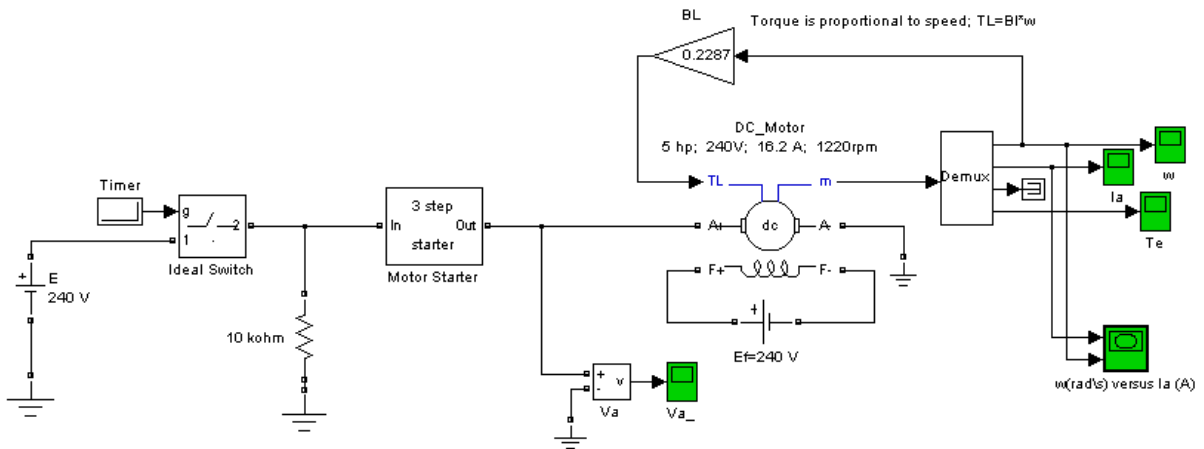 BL
Torque is proportional to speed; TL=Bl*w
0.2287
DC_Motor
5 hp; 240V; 16.2 A; 1220rpm
Timer
g
1
2
Ideal Switch
+
E
240 V
10 kohm
3 step
starter
In
Out
Motor Starter
TL
m
A+
dc
A-
F+
F-
+
Ef=240 V
+
-
v
Va
Va_
Demux
w
Ia
Te
w(rad\s) versus Ia (A)